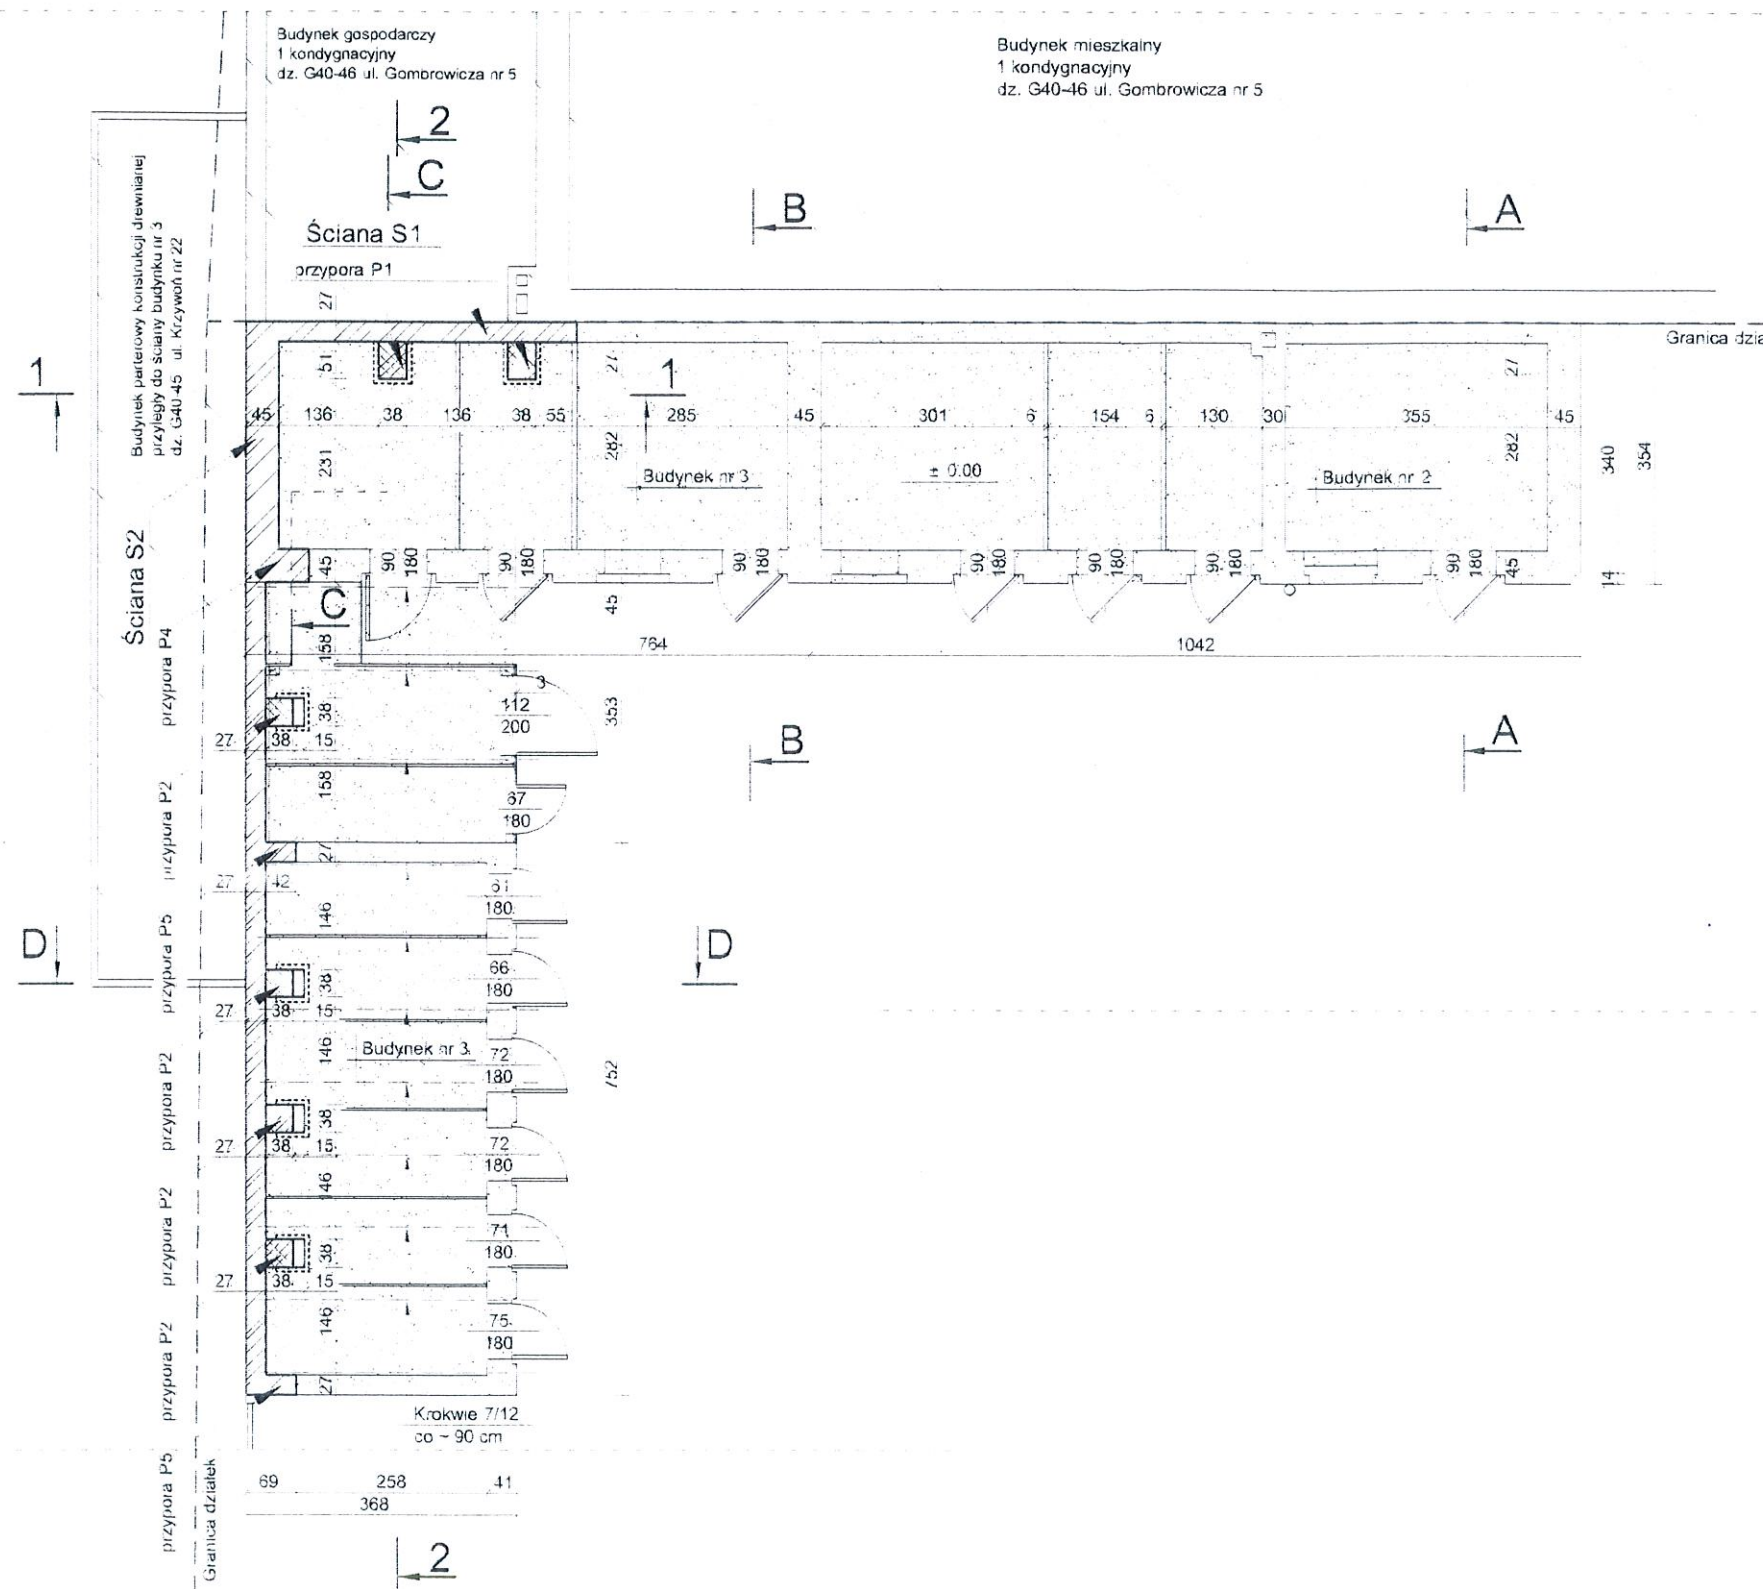 Budynek gospodarczy
1 kondygnacyjny
dz. G40-46 ul. Gombrowicza nr 5
Budynek mieszkalny
1 kondygnacyjny
dz. G40-46 ul. Gombrowicza nr 5
2
C
B
A
Ściana S1
przypora P1
27
Budynek parterowy konstrukcji drewnianej
przyległy do ściany budynku nr 3
dz. G40-45 ul. Krzywoń nr 22
Granica dzia
1
1
51
27
27
45 136 38 136 38 55 285 45 301 6 154 6 130 30 355 45
231
282
282
340
354
Budynek nr 3
± 0.00
Budynek nr 2
Ściana S2
45
90
180
90
180
90
180
90
180
90
180
90
180
90
180
45
14
45
C
158
764
1042
przypora P4
3
112
200
353
38
27
38
15
B
A
158
67
180
przypora P2
27
27
42
61
180
146
D
D
przypora P5
66
180
38
27
38
15
146
Budynek nr 3
72
180
752
przypora P2
38
27
38
15
72
180
146
przypora P2
71
180
38
27
38
15
146
75
180
przypora P2
27
Krokwie 7/12
co ~ 90 cm
przypora P5
Granica działek
69 258 41
368
2